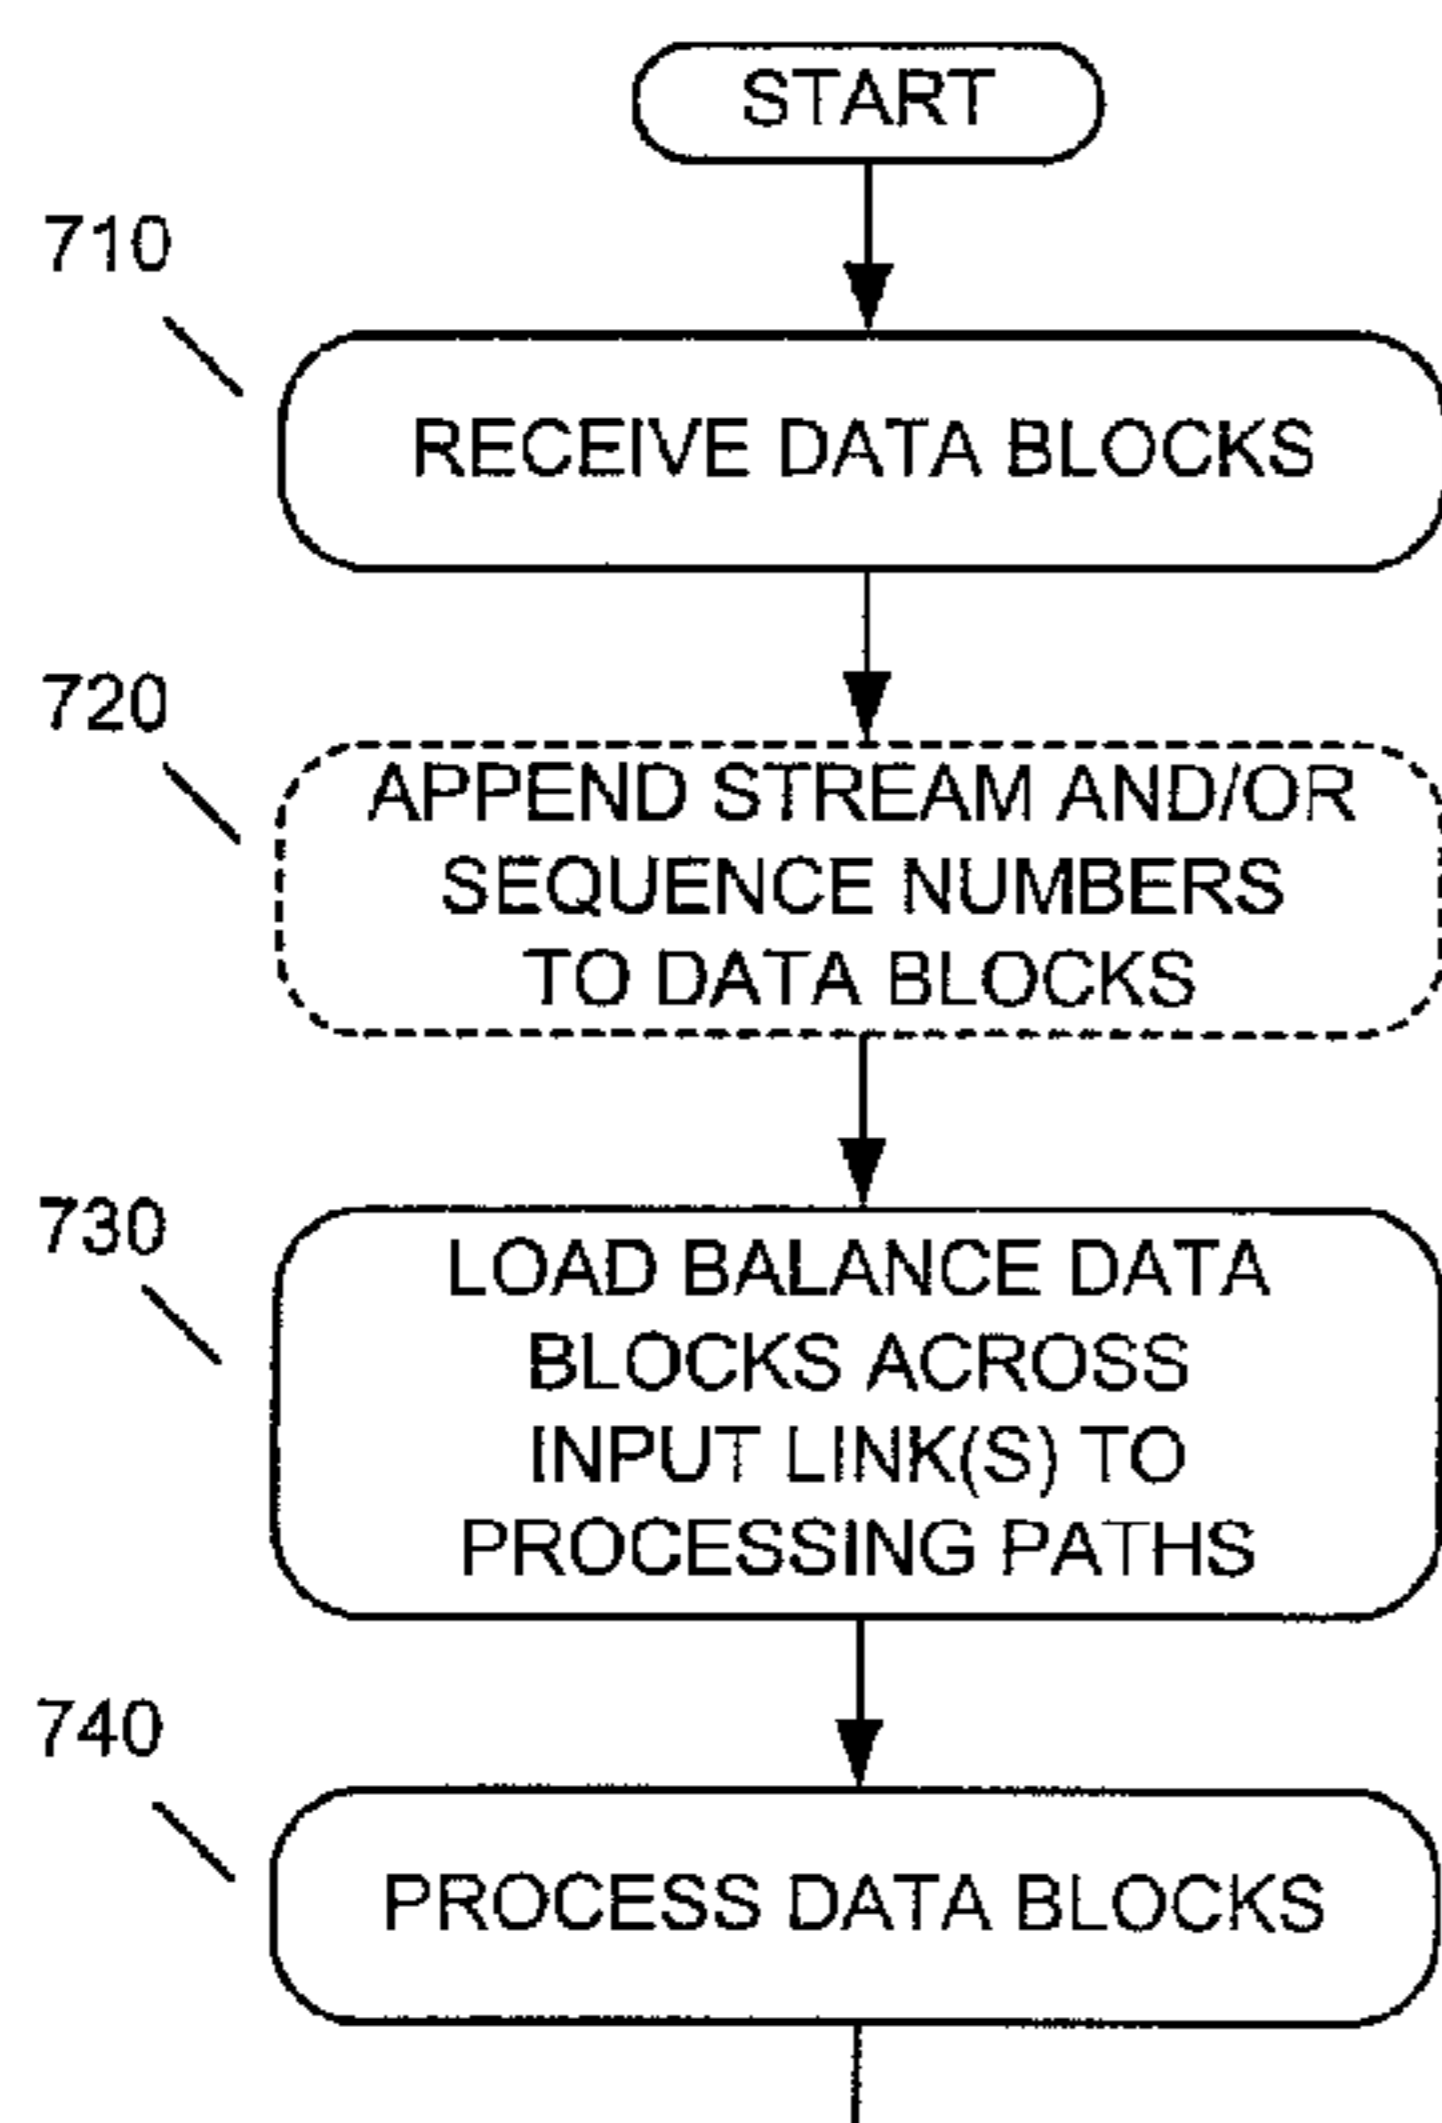 START
710
RECEIVE DATA BLOCKS
720
APPEND STREAM AND/OR
SEQUENCE NUMBERS
TO DATA BLOCKS
730
LOAD BALANCE DATA
BLOCKS ACROSS
INPUT LINK(S) TO
PROCESSING PATHS
740
PROCESS DATA BLOCKS